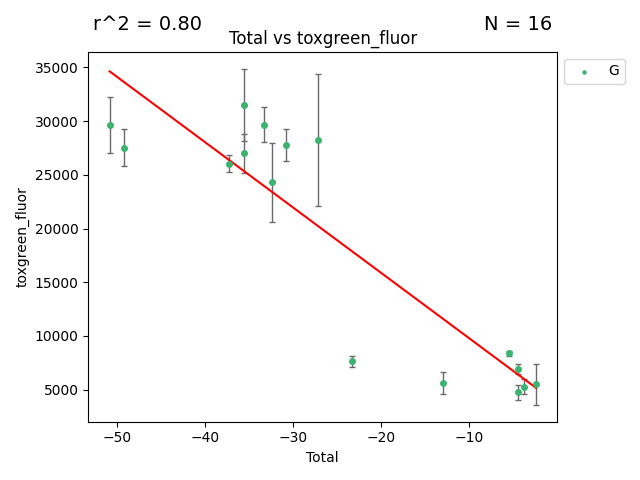 r^2 = 0.80
N = 16
Total vs toxgreen_fluor
G
35000
30000
25000
20000
15000
10000
5000
toxgreen_fluor
−50
−40
−30
−20
−10
Total